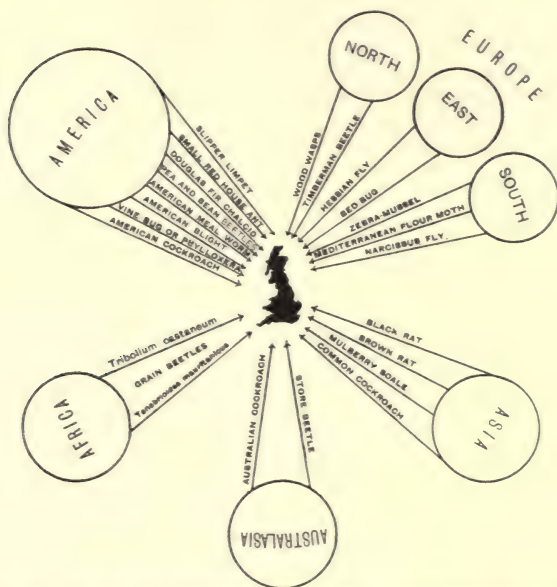 AMERICA
SLIPPER LIMPET
SMALL RED HOUSE ANT
DOUGLAS FIR CHALCID
PEA AND BEAN BEETLES
AMERICAN MEAL WORM
AMERICAN BLIGHT
VINE BUG OR PHYLLOXERA
AMERICAN COCKROACH
EUROPE
NORTH
WOOD WASPS
TIMBERMAN BEETLE
EAST
HESSIAN FLY
BED-BUG
SOUTH
ZEBRA-MUSSEL
MEDITERRANEAN FLOUR MOTH
NARCISSUS FLY.
AFRICA
Tribolium castaneum
GRAIN BEETLES
Tenebrioides mauritanicus
AUSTRALASIA
AUSTRALIAN COCKROACH
STORE BEETLE
ASIA
BLACK RAT
BROWN RAT
MULBERRY SCALE
COMMON COCKROACH